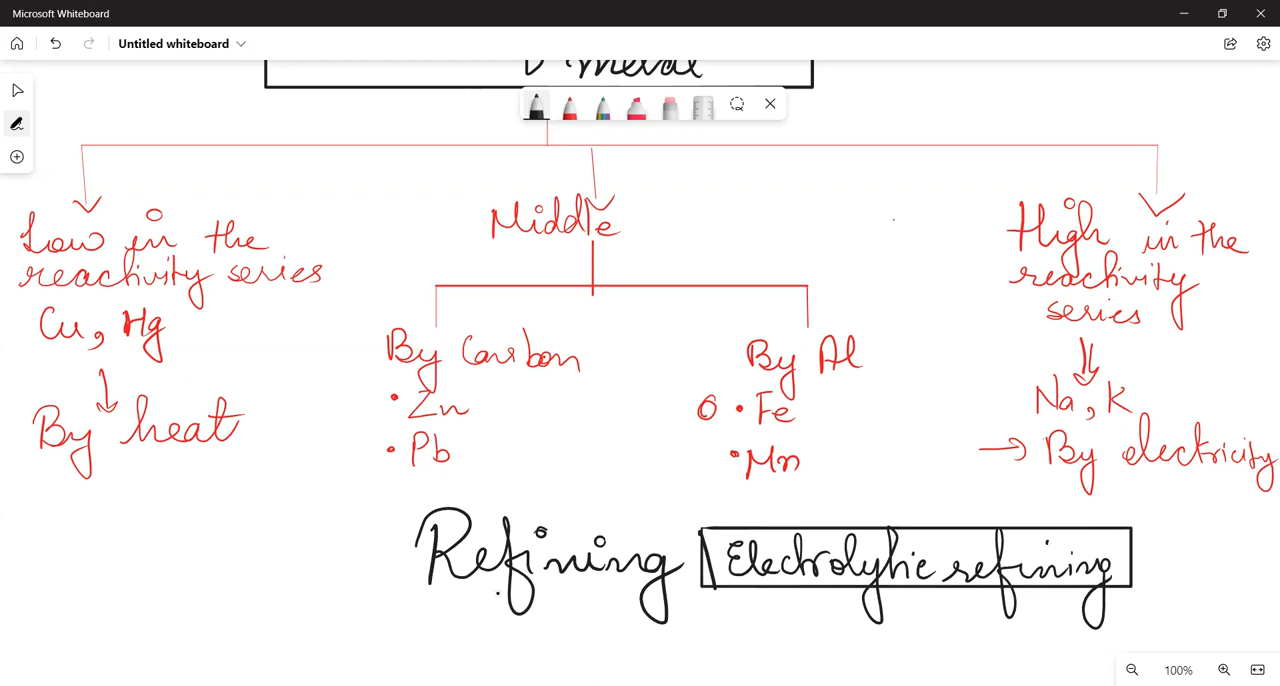 Microsoft Whiteboard
Untitled whiteboard
metal
Low in the
reactivity series
Cu, Hg
By heat
Middle
By Carbon
• Zn
• Pb
By Al
• Fe
• Mn
High in the
reactivity
series
Na, K
→ By electricity
Refining
Electrolytic refining
100%